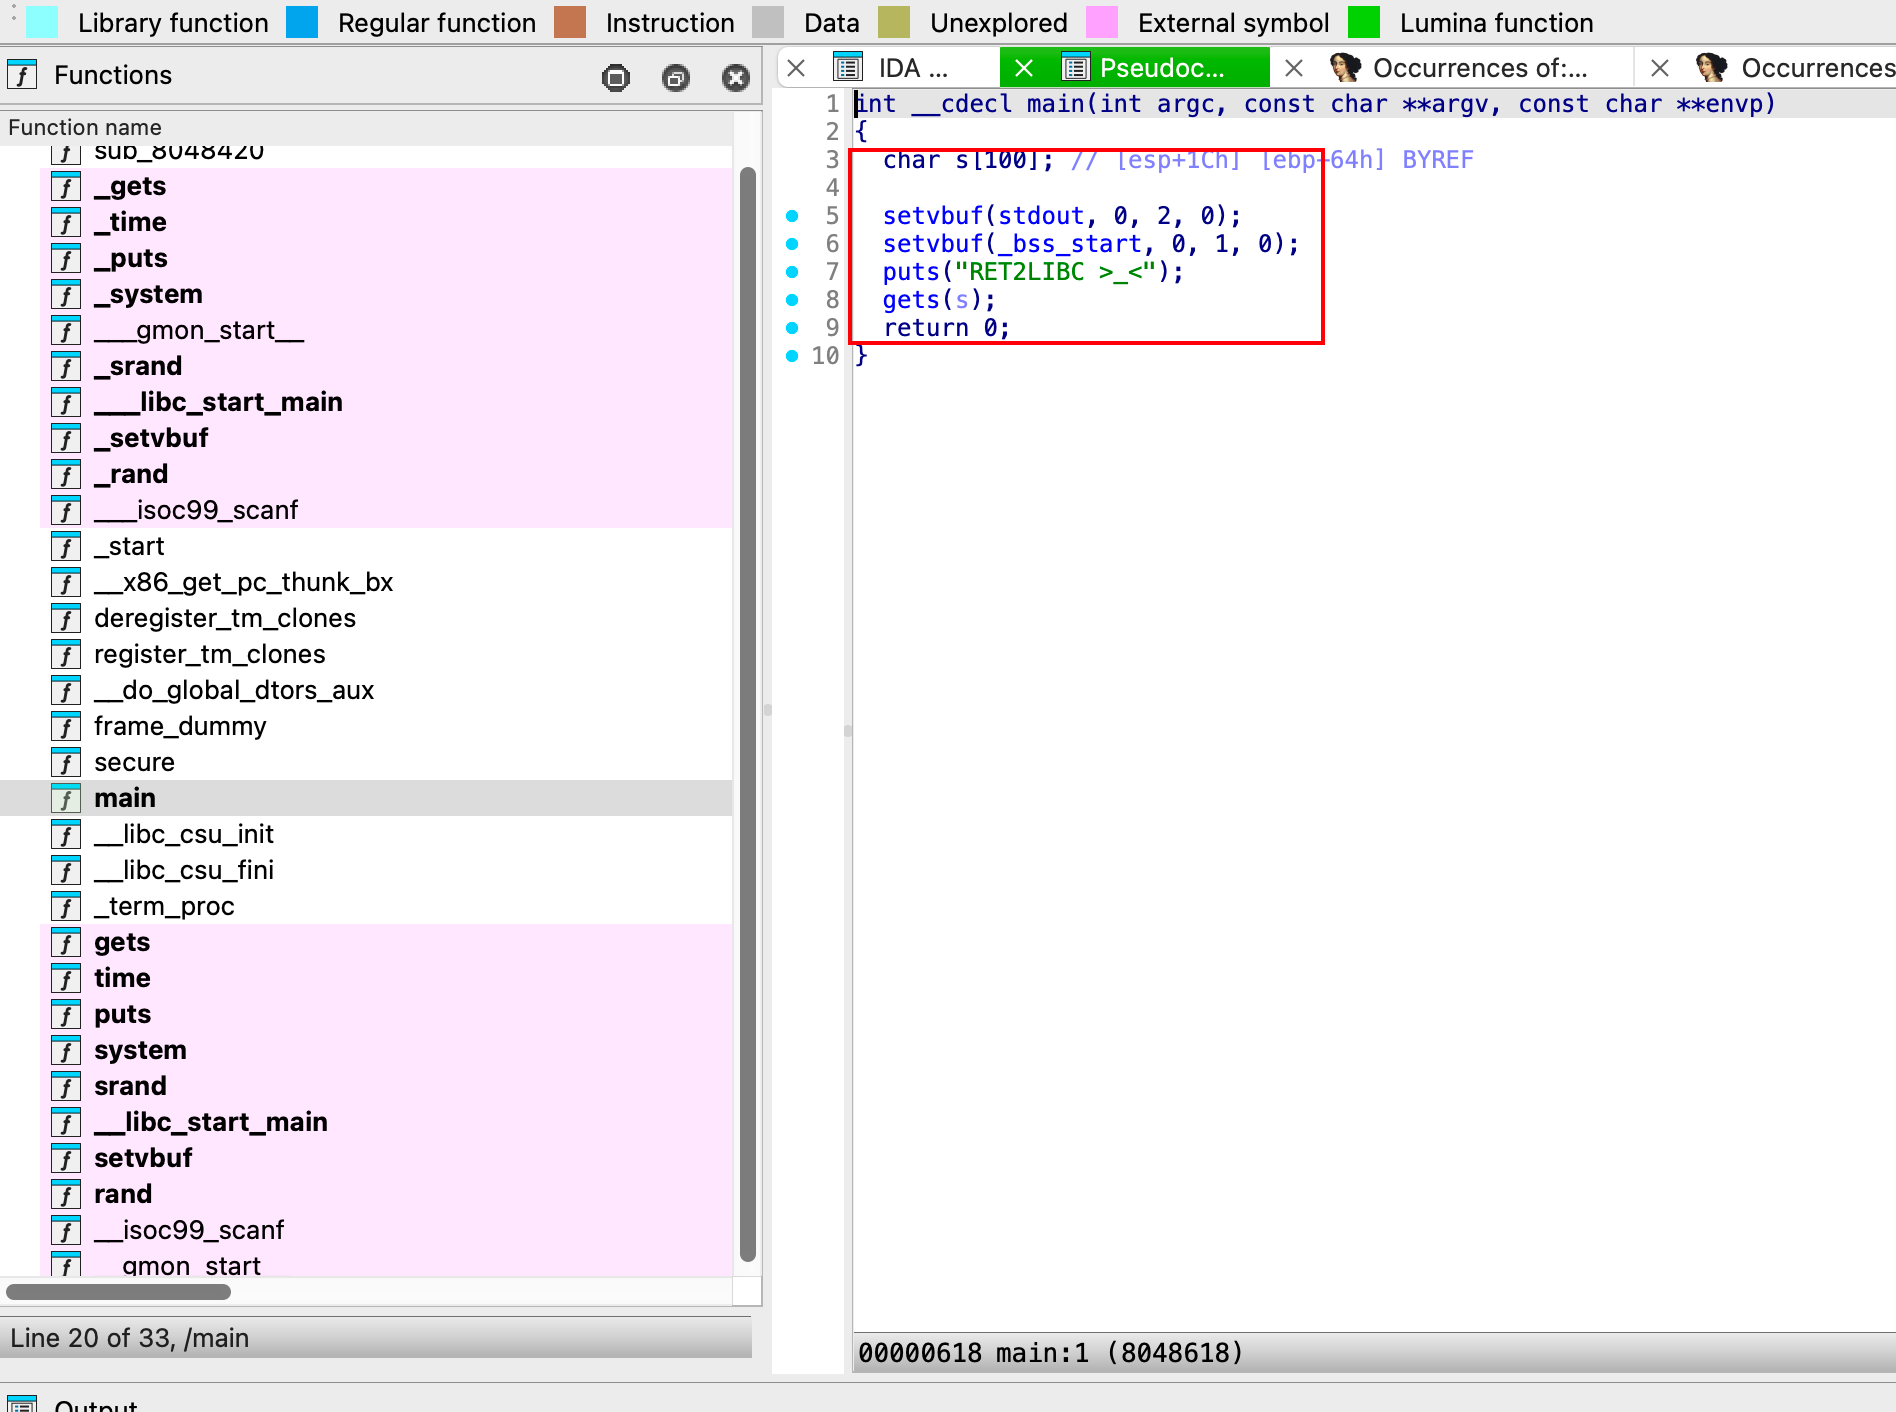 Library function Regular function Instruction Data Unexplored External symbol Lumina function
Functions
Function name
sub_8048420
_gets
_time
_puts
_system
___gmon_start__
_srand
___libc_start_main
_setvbuf
_rand
___isoc99_scanf
_start
__x86_get_pc_thunk_bx
deregister_tm_clones
register_tm_clones
__do_global_dtors_aux
frame_dummy
secure
main
__libc_csu_init
__libc_csu_fini
_term_proc
gets
time
puts
system
srand
__libc_start_main
setvbuf
rand
__isoc99_scanf
__gmon_start__
Line 20 of 33, /main
Output
IDA ... Pseudoc... Occurrences of:... Occurrences
1 int __cdecl main(int argc, const char **argv, const char **envp)
2 {
3 char s[100]; // [esp+1Ch] [ebp-64h] BYREF
4
5 setvbuf(stdout, 0, 2, 0);
6 setvbuf(_bss_start, 0, 1, 0);
7 puts("RET2LIBC >_<");
8 gets(s);
9 return 0;
10 }
00000618 main:1 (8048618)